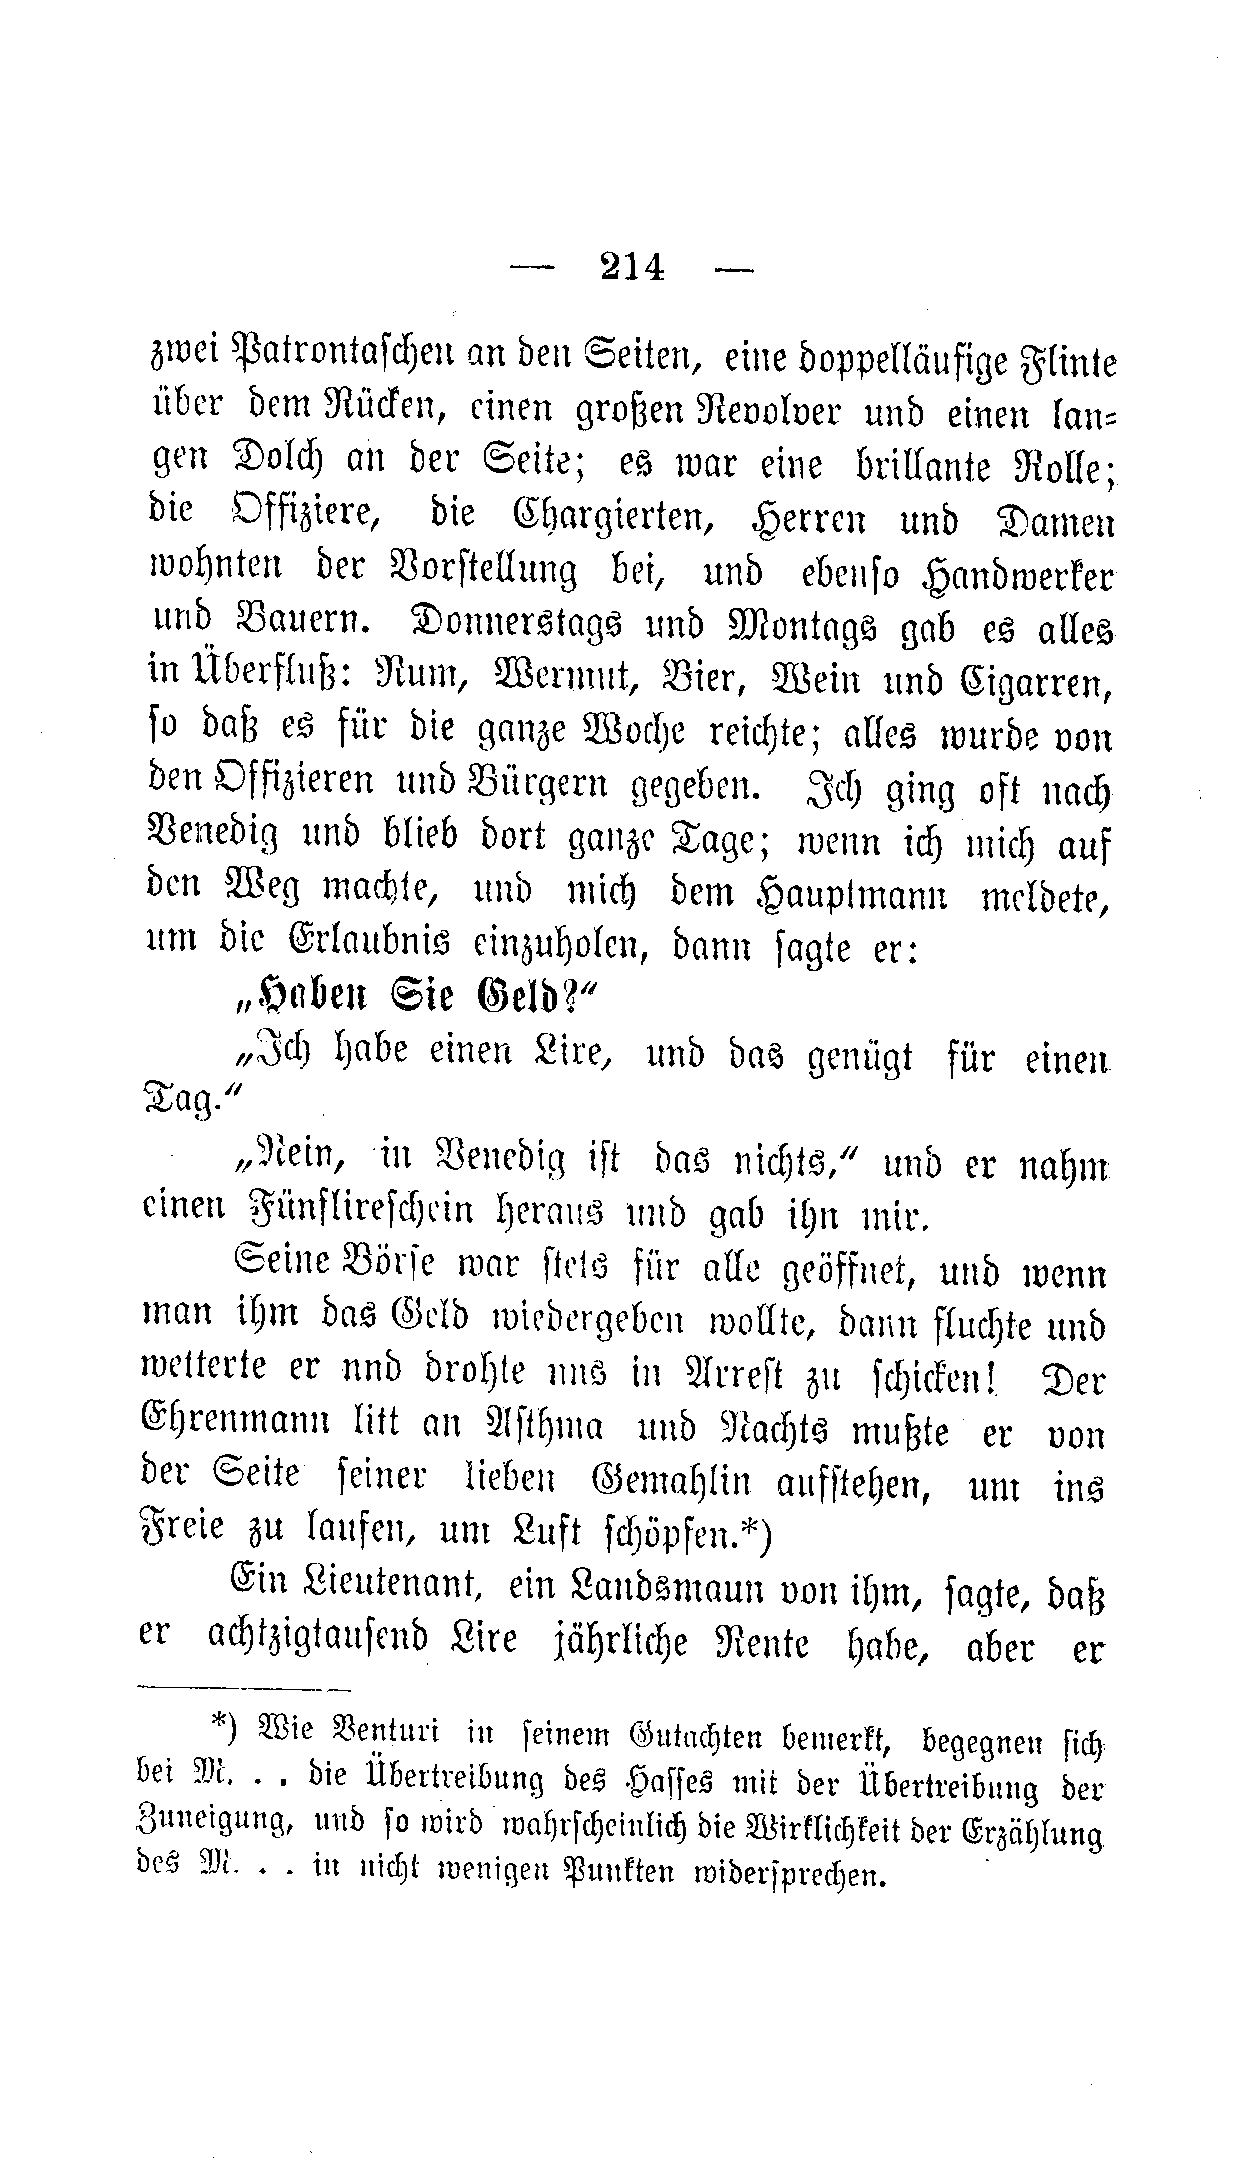 — 214 —
zwei Patrontaschen an den Seiten, eine doppelläufige Flinte
über dem Rücken, einen großen Revolver und einen lan-
gen Dolch an der Seite; es war eine brillante Rolle;
die Offiziere, die Chargierten, Herren und Damen
wohnten der Vorstellung bei, und ebenso Handwerker
und Bauern. Donnerstags und Montags gab es alles
in Überfluß: Rum, Wermut, Bier, Wein und Cigarren,
so daß es für die ganze Woche reichte; alles wurde von
den Offizieren und Bürgern gegeben. Ich ging oft nach
Venedig und blieb dort ganze Tage; wenn ich mich auf
den Weg machte, und mich dem Hauptmann meldete,
um die Erlaubnis einzuholen, dann sagte er:
„Haben Sie Geld?“
„Ich habe einen Lire, und das genügt für einen
Tag.“
„Nein, in Venedig ist das nichts,“ und er nahm
einen Fünflireschein heraus und gab ihn mir.
Seine Börse war stets für alle geöffnet, und wenn
man ihm das Geld wiedergeben wollte, dann fluchte und
wetterte er nnd drohte uns in Arrest zu schicken! Der
Ehrenmann litt an Asthma und Nachts mußte er von
der Seite seiner lieben Gemahlin aufstehen, um ins
Freie zu laufen, um Luft schöpfen.*)
Ein Lieutenant, ein Landsmann von ihm, sagte, daß
er achtzigtausend Lire jährliche Rente habe, aber er
*) Wie Venturi in seinem Gutachten bemerkt, begegnen sich
bei M. . . die Übertreibung des Hasses mit der Übertreibung der
Zuneigung, und so wird wahrscheinlich die Wirklichkeit der Erzählung
des M. . . in nicht wenigen Punkten widersprechen.